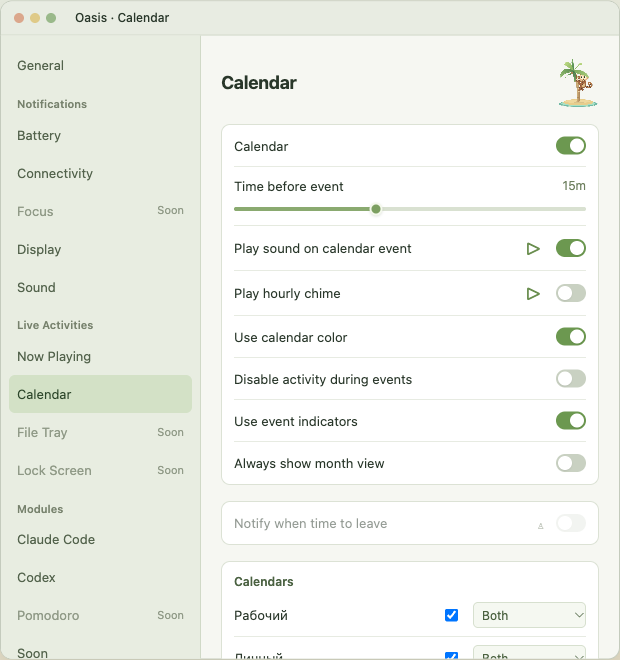 Oasis · Calendar
General
Notifications
Battery
Connectivity
Focus Soon
Display
Sound
Live Activities
Now Playing
Calendar
File Tray Soon
Lock Screen Soon
Modules
Claude Code
Codex
Pomodoro Soon
Soon
Calendar
Calendar
Time before event 15m
Play sound on calendar event
Play hourly chime
Use calendar color
Disable activity during events
Use event indicators
Always show month view
Notify when time to leave
Calendars
Рабочий Both
Личный Both